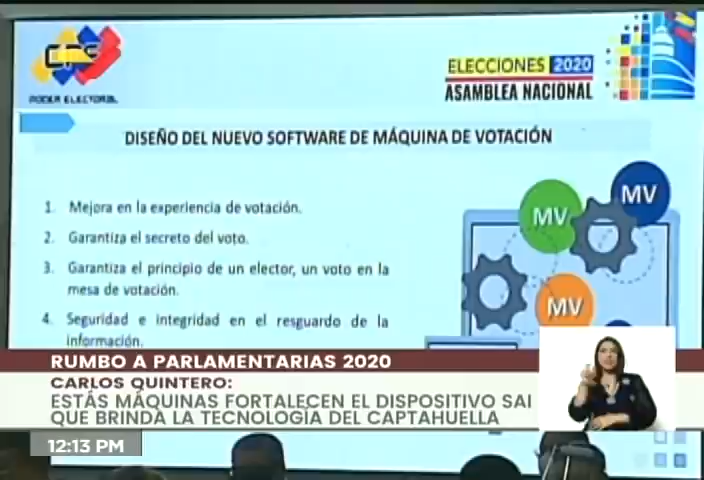 CNE
PODER ELECTORAL
ELECCIONES 2020
ASAMBLEA NACIONAL
DISEÑO DEL NUEVO SOFTWARE DE MÁQUINA DE VOTACIÓN
1. Mejora en la experiencia de votación.
2. Garantiza el secreto del voto.
3. Garantiza el principio de un elector, un voto en la
mesa de votación.
4. Seguridad e integridad en el resguardo de la
información.
MV
MV
MV
RUMBO A PARLAMENTARIAS 2020
CARLOS QUINTERO:
ESTÁS MÁQUINAS FORTALECEN EL DISPOSITIVO SAI
QUE BRINDA LA TECNOLOGÍA DEL CAPTAHUELLA
12:13 PM